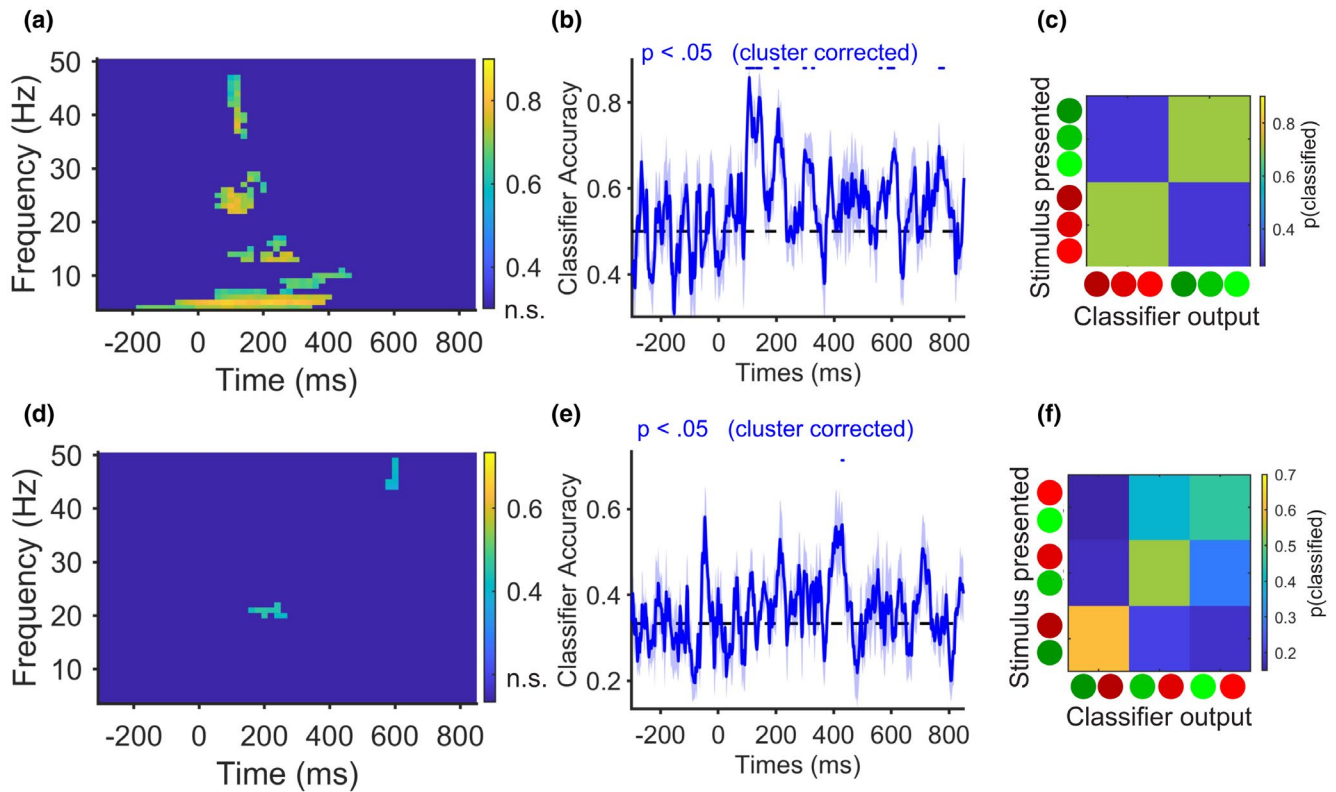 (a)
50
40
30
20
10
Frequency (Hz)
-200 0 200 400 600 800
Time (ms)
0.8
0.6
0.4
n.s.
(b)
p < .05 (cluster corrected)
0.8
0.6
0.4
Classifier Accuracy
-200 0 200 400 600 800
Times (ms)
(c)
Stimulus presented
Classifier output
0.8
0.6
0.4
p(classified)
(d)
50
40
30
20
10
Frequency (Hz)
-200 0 200 400 600 800
Time (ms)
0.6
0.4
n.s.
(e)
p < .05 (cluster corrected)
0.6
0.4
0.2
Classifier Accuracy
-200 0 200 400 600 800
Times (ms)
(f)
Stimulus presented
Classifier output
0.7
0.6
0.5
0.4
0.3
0.2
p(classified)